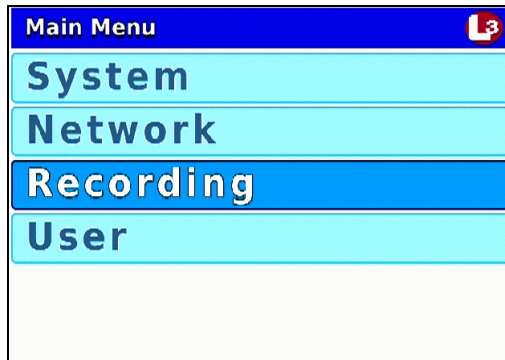 Main Menu
L3
System
Network
Recording
User